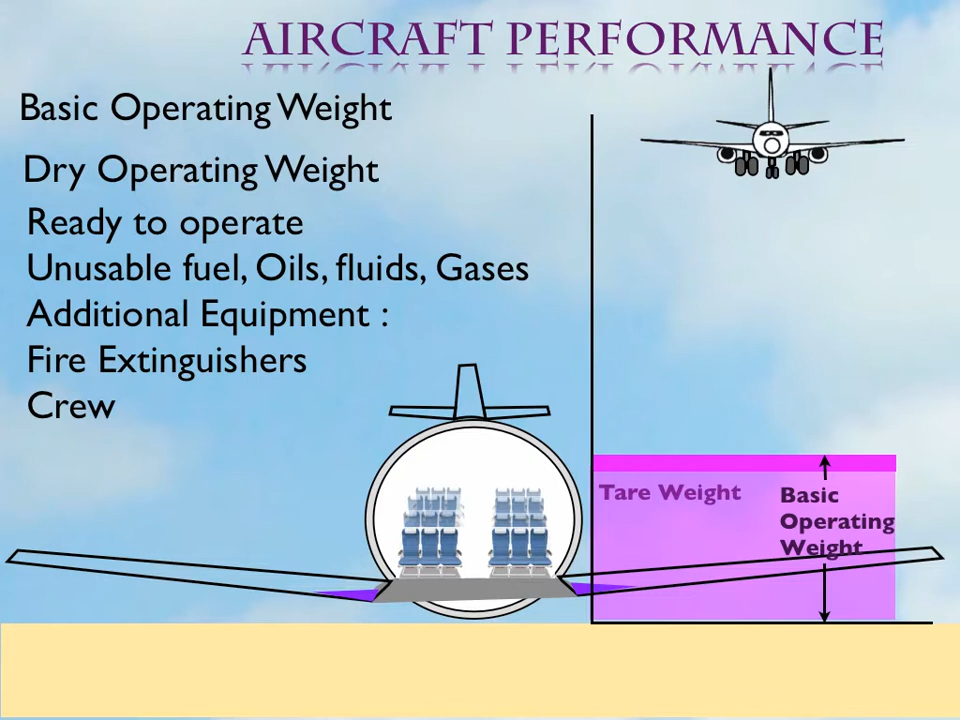 AIRCRAFT PERFORMANCE
Basic Operating Weight
Dry Operating Weight
Ready to operate
Unusable fuel, Oils, fluids, Gases
Additional Equipment :
Fire Extinguishers
Crew
Tare Weight
Basic
Operating
Weight